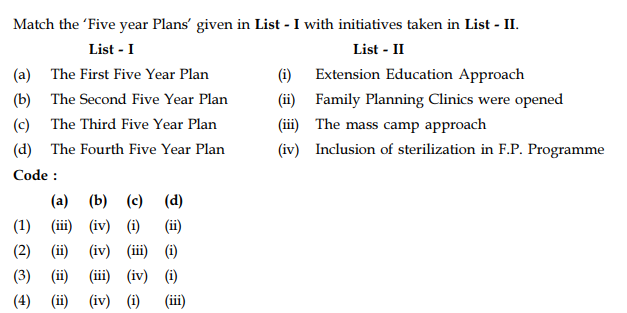 Match the ‘Five year Plans’ given in List - I with initiatives taken in List - II.
List - I List - II
(a) The First Five Year Plan (i) Extension Education Approach
(b) The Second Five Year Plan (ii) Family Planning Clinics were opened
(c) The Third Five Year Plan (iii) The mass camp approach
(d) The Fourth Five Year Plan (iv) Inclusion of sterilization in F.P. Programme
Code :
(a) (b) (c) (d)
(1) (iii) (iv) (i) (ii)
(2) (ii) (iv) (iii) (i)
(3) (ii) (iii) (iv) (i)
(4) (ii) (iv) (i) (iii)